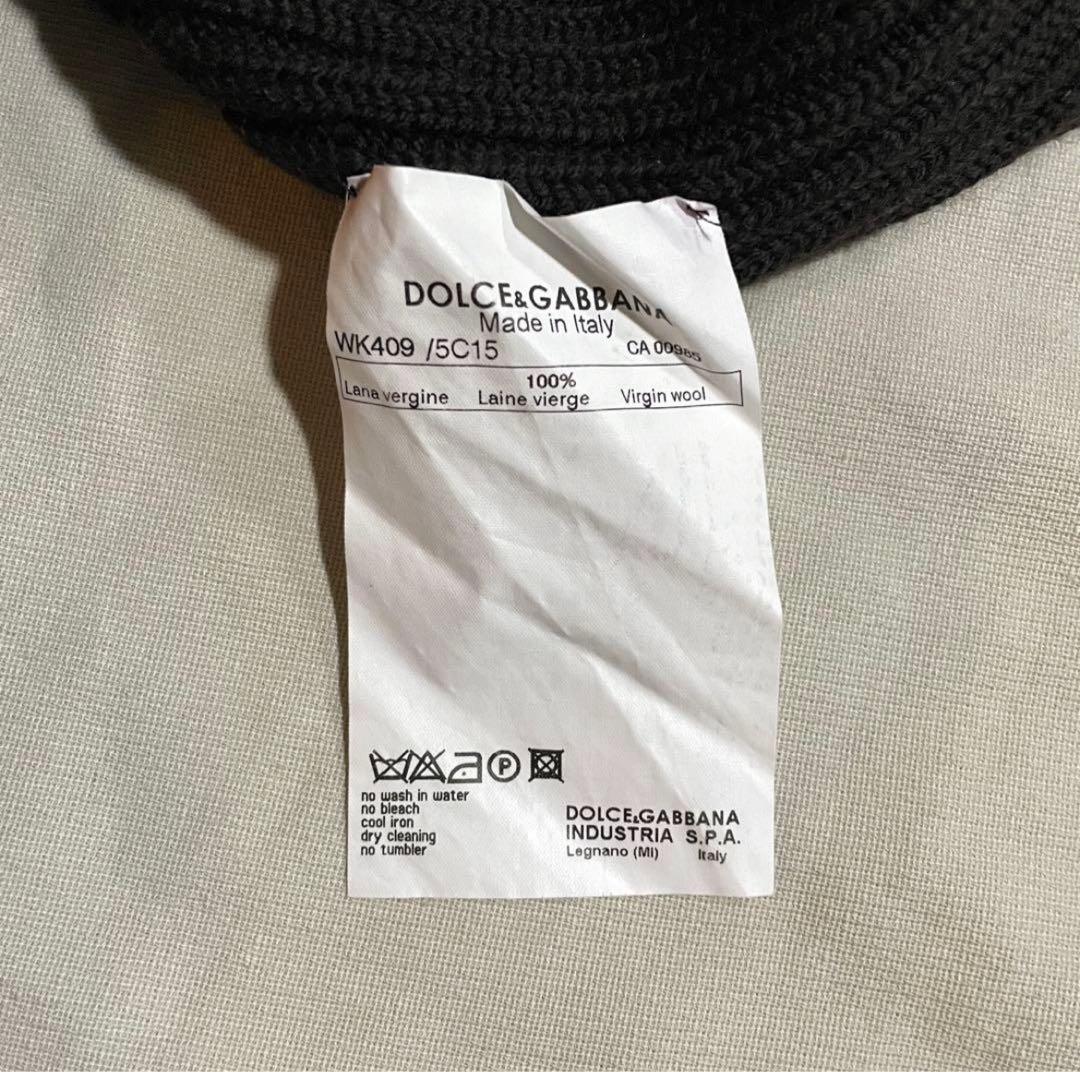 DOLCE&GABBANA
Made in Italy
WK409 /5C15 CA 00985
100%
Lana vergine Laine vierge Virgin wool
P
no wash in water
no bleach
cool iron
dry cleaning
no tumbler
DOLCE&GABBANA
INDUSTRIA S.P.A.
Legnano (MI) Italy